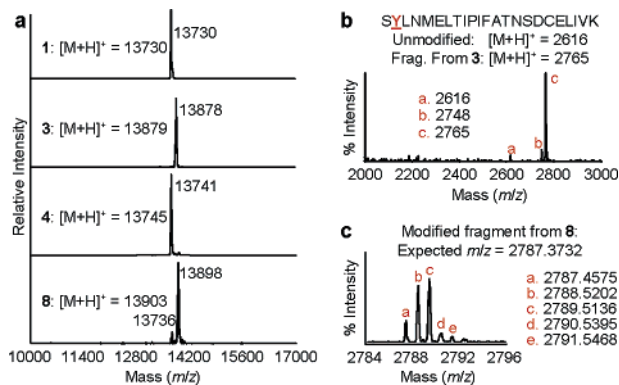 a
1: [M+H]+ = 13730
13730
3: [M+H]+ = 13879
13878
4: [M+H]+ = 13745
13741
8: [M+H]+ = 13903
13898
13736
Relative Intensity
10000 11400 12800 14200 15600 17000
Mass (m/z)
b
SYLNMELTIPIFATNSDCELIVK
Unmodified: [M+H]+ = 2616
Frag. From 3: [M+H]+ = 2765
c
a. 2616
b. 2748
c. 2765
a
b
% Intensity
2000 2200 2400 2600 2800 3000
Mass (m/z)
c
Modified fragment from 8:
Expected m/z = 2787.3732
a
b
c
d
e
a. 2787.4575
b. 2788.5202
c. 2789.5136
d. 2790.5395
e. 2791.5468
% Intensity
2784 2788 2792 2796
Mass (m/z)